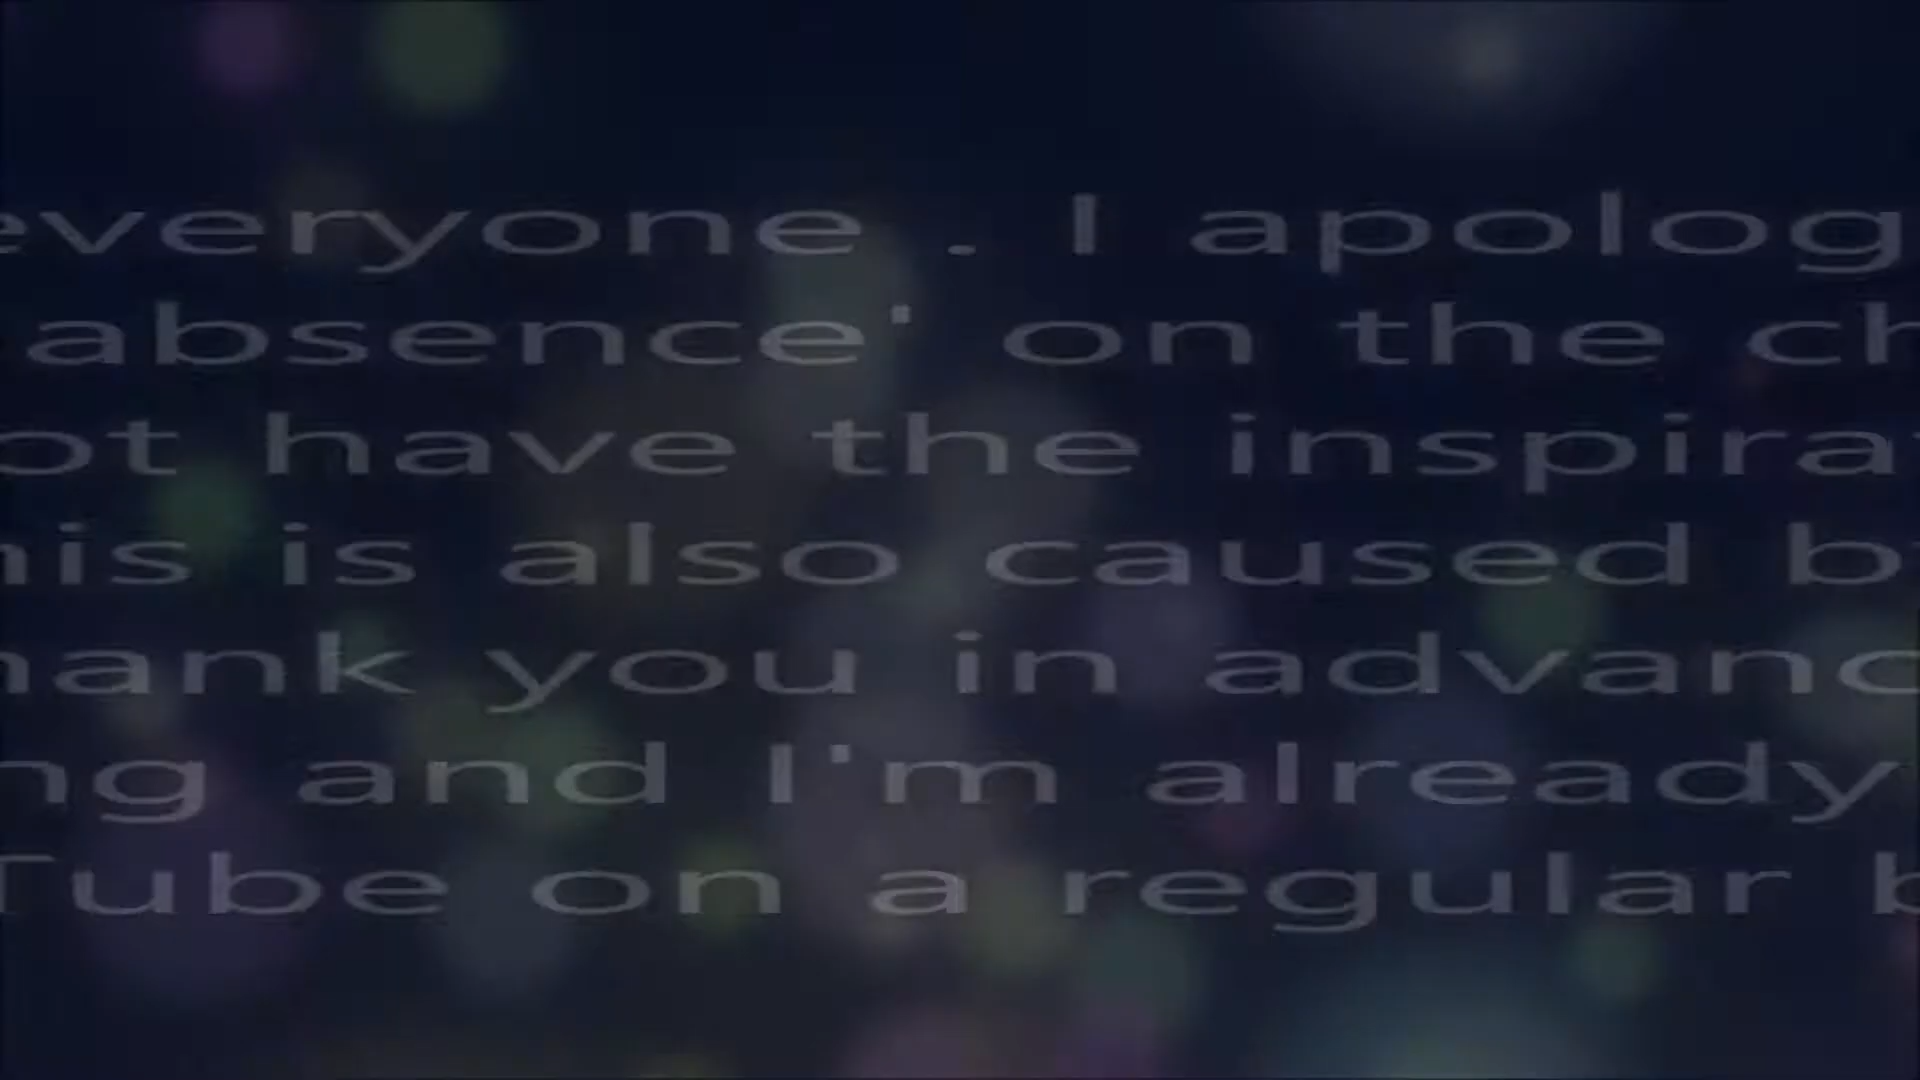 everyone . I apolog
absence' on the ch
ot have the inspira
his is also caused b
hank you in advanc
ng and I'm already
Tube on a regular b